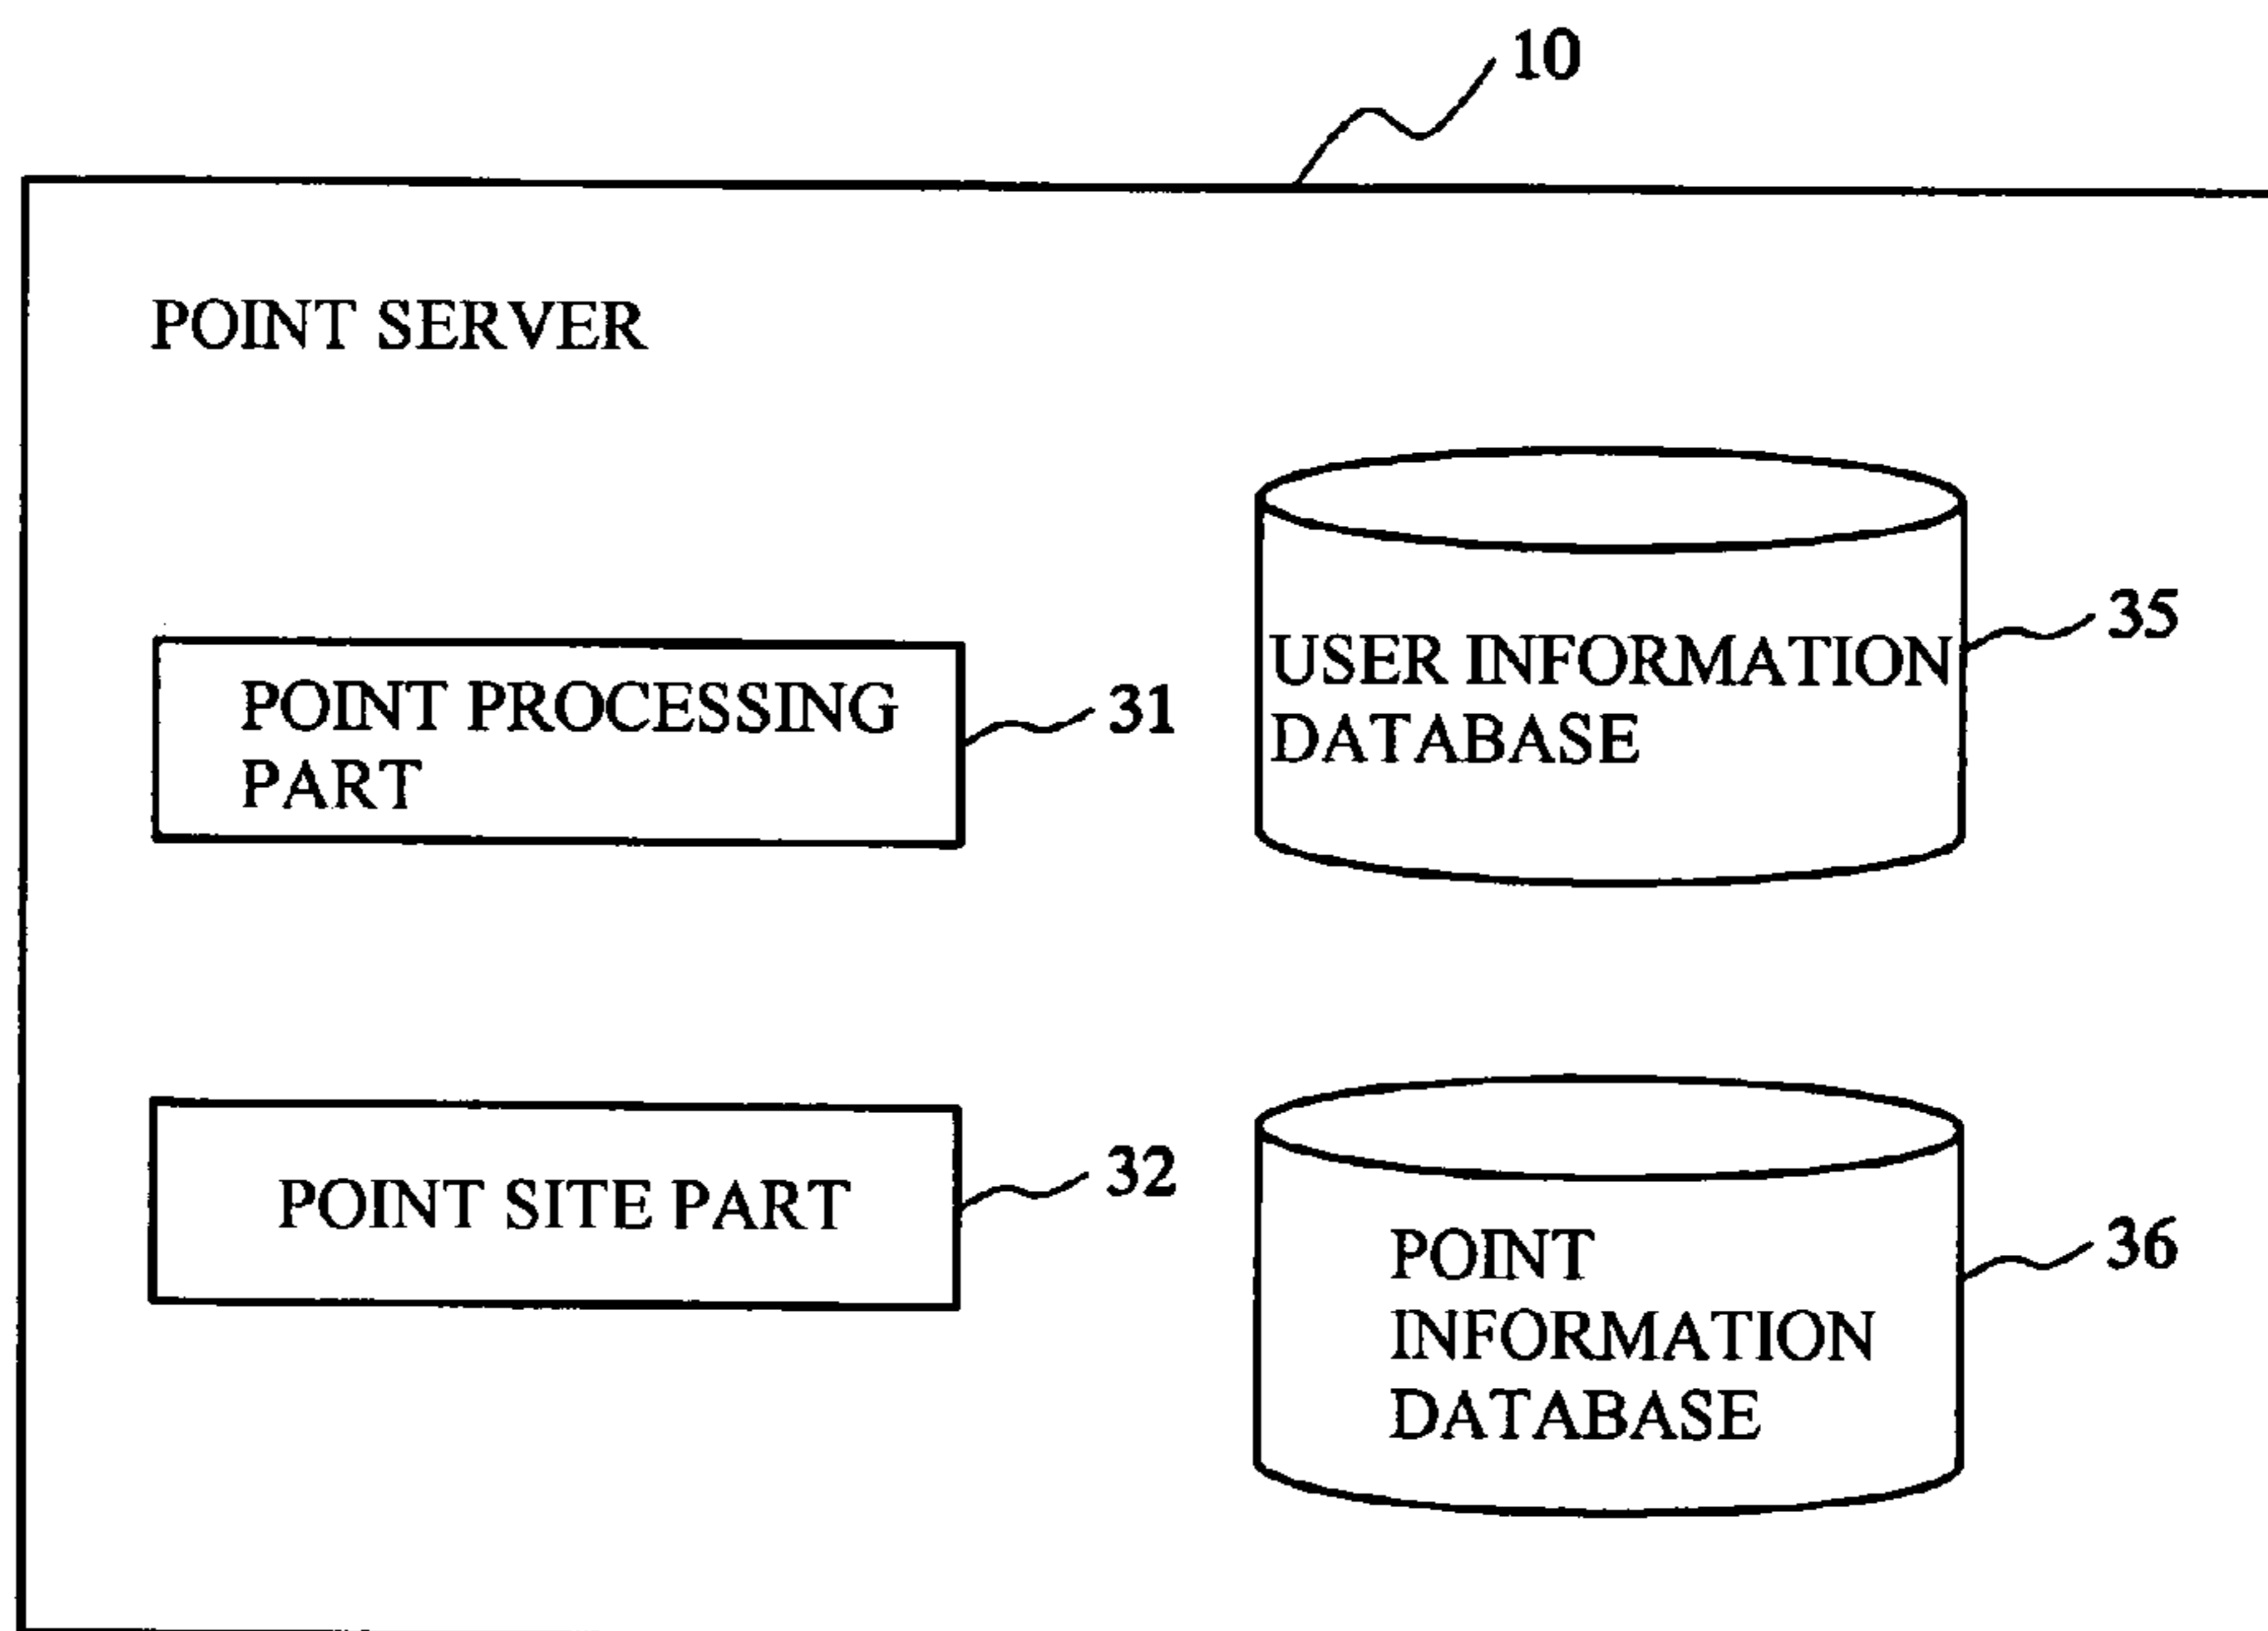 10
POINT SERVER
USER INFORMATION
DATABASE
35
POINT PROCESSING
PART
31
POINT SITE PART
32
POINT
INFORMATION
DATABASE
36